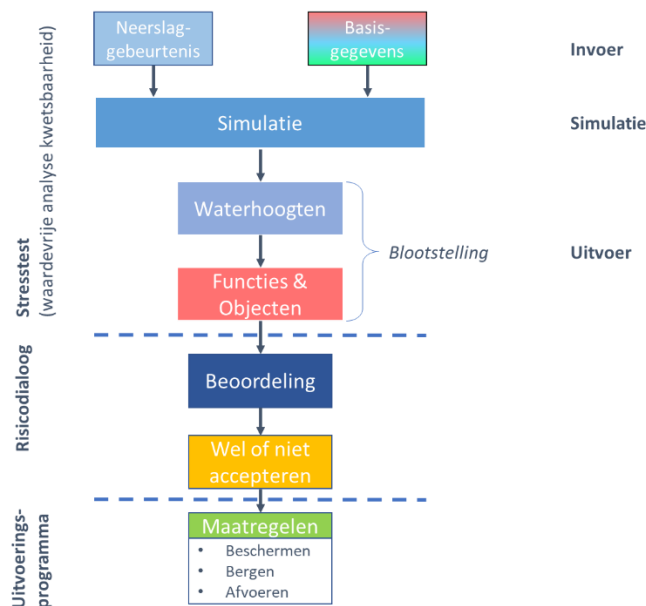 Neerslag-
gebeurtenis
Basis-
gegevens
Invoer
Simulatie
Simulatie
Waterhoogten
Functies &
Objecten
Blootstelling
Uitvoer
Stresstest
(waardevrije analyse kwetsbaarheid)
Beoordeling
Wel of niet
accepteren
Risicodialoog
Maatregelen
• Beschermen
• Bergen
• Afvoeren
Uitvoerings-
programma